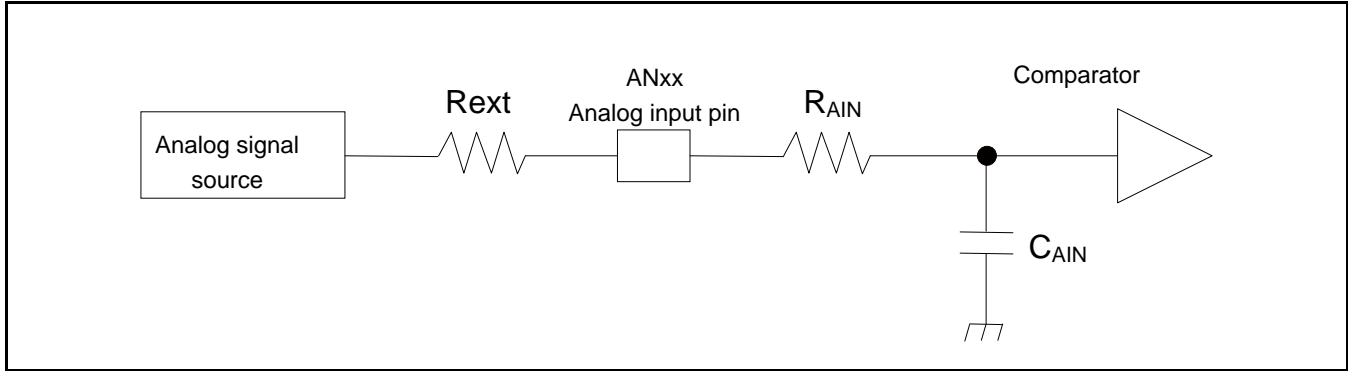 Analog signal
source
Rext
ANxx
Analog input pin
RAIN
Comparator
CAIN